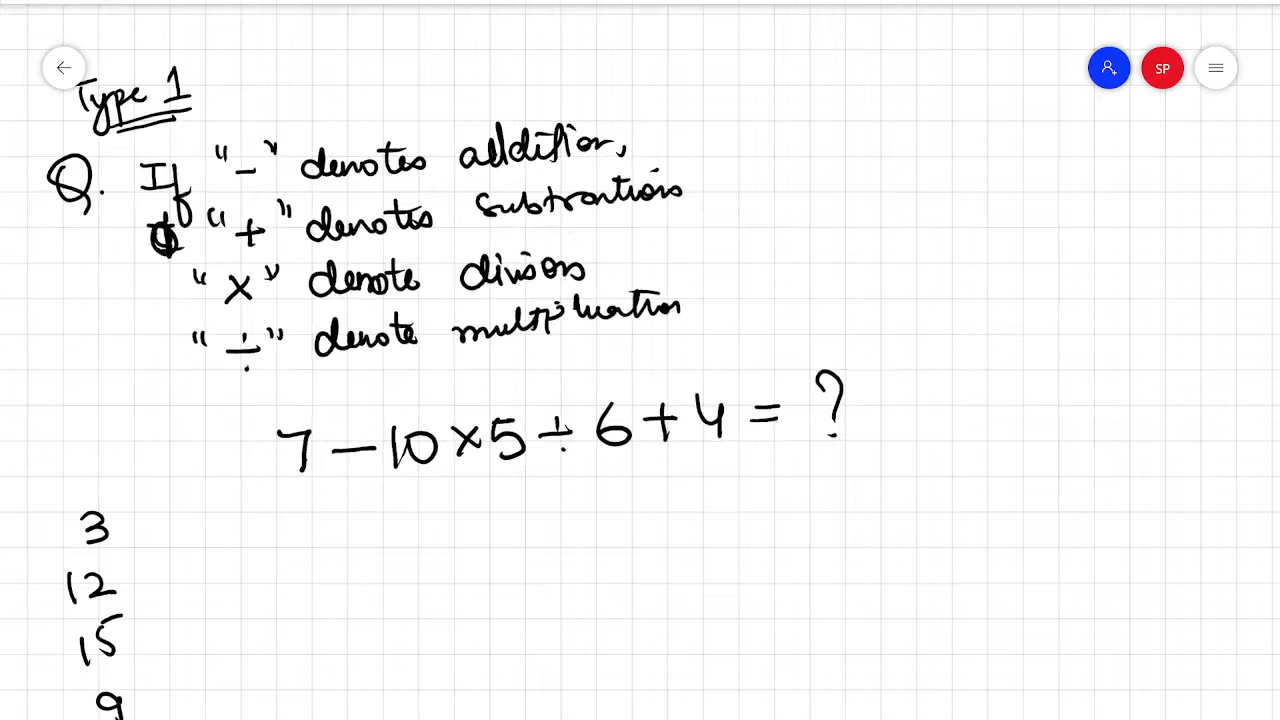 Type 1
SP
Q. If "-" denotes addition,
"+" denotes subtraction
"×" denote division
"÷" denote multiplication
7 - 10 × 5 ÷ 6 + 4 = ?
3
12
15
9